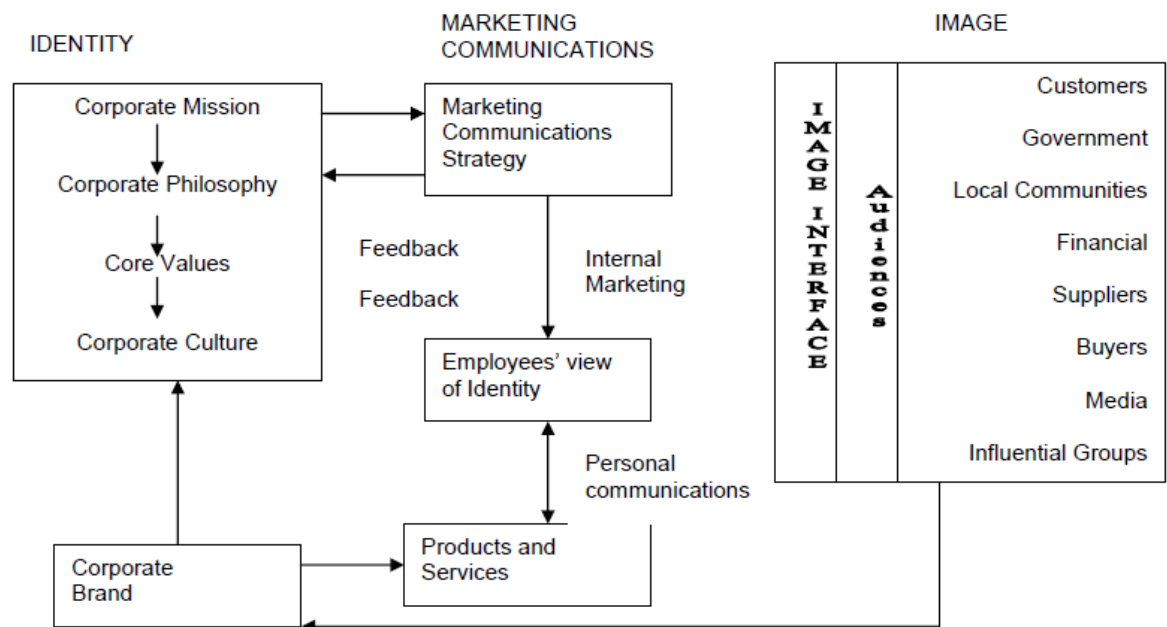 IDENTITY
MARKETING
COMMUNICATIONS
IMAGE
Corporate Mission
Corporate Philosophy
Core Values
Corporate Culture
Marketing
Communications
Strategy
Feedback
Feedback
Internal
Marketing
Employees’ view
of Identity
Personal
communications
Products and
Services
Corporate
Brand
IMAGE INTERFACE
Audiences
Customers
Government
Local Communities
Financial
Suppliers
Buyers
Media
Influential Groups